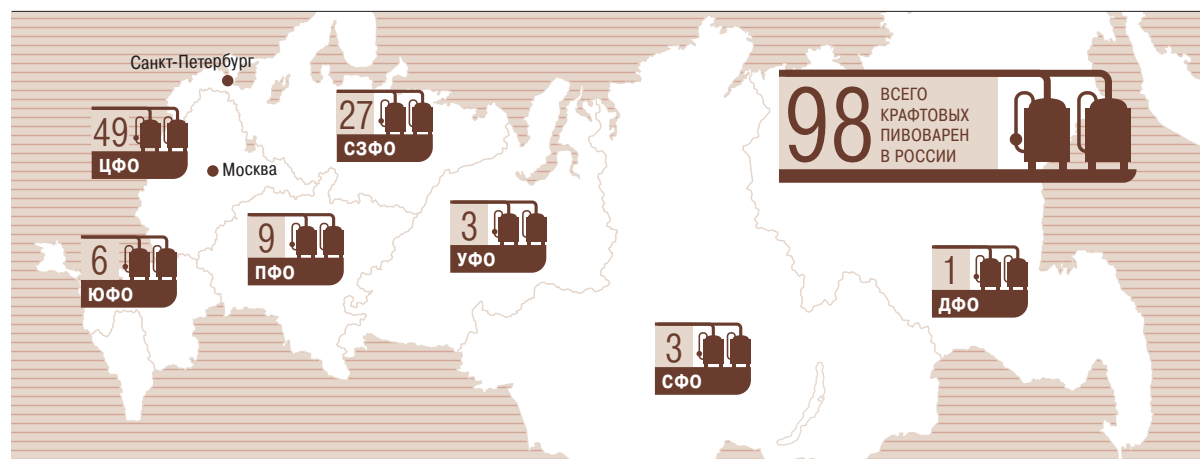 Санкт-Петербург
49
ЦФО
Москва
27
СЗФО
98
ВСЕГО
КРАФТОВЫХ
ПИВОВАРЕН
В РОССИИ
6
ЮФО
9
ПФО
3
УФО
1
ДФО
3
СФО